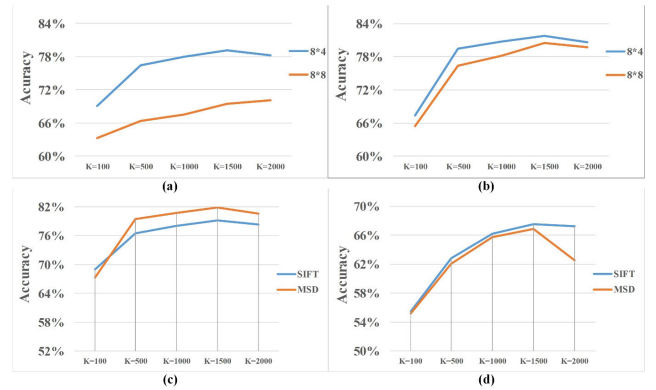 84%
78%
72%
66%
60%
Acuracy
K=100 K=500 K=1000 K=1500 K=2000
8*4
8*8
(a)
84%
78%
72%
66%
60%
Acuracy
K=100 K=500 K=1000 K=1500 K=2000
8*4
8*8
(b)
82%
76%
70%
64%
58%
52%
Accuracy
K=100 K=500 K=1000 K=1500 K=2000
SIFT
MSD
(c)
70%
66%
62%
58%
54%
50%
Accuracy
K=100 K=500 K=1000 K=1500 K=2000
SIFT
MSD
(d)